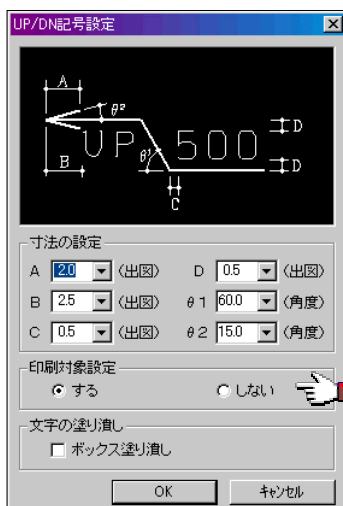 UP/DN記号設定
A
θ2
D
UP
θ1
500
B
D
C
寸法の設定
A 2.0 (出図) D 0.5 (出図)
B 2.5 (出図) θ1 60.0 (角度)
C 0.5 (出図) θ2 15.0 (角度)
印刷対象設定
する しない
文字の塗り潰し
ボックス塗り潰し
OK キャンセル